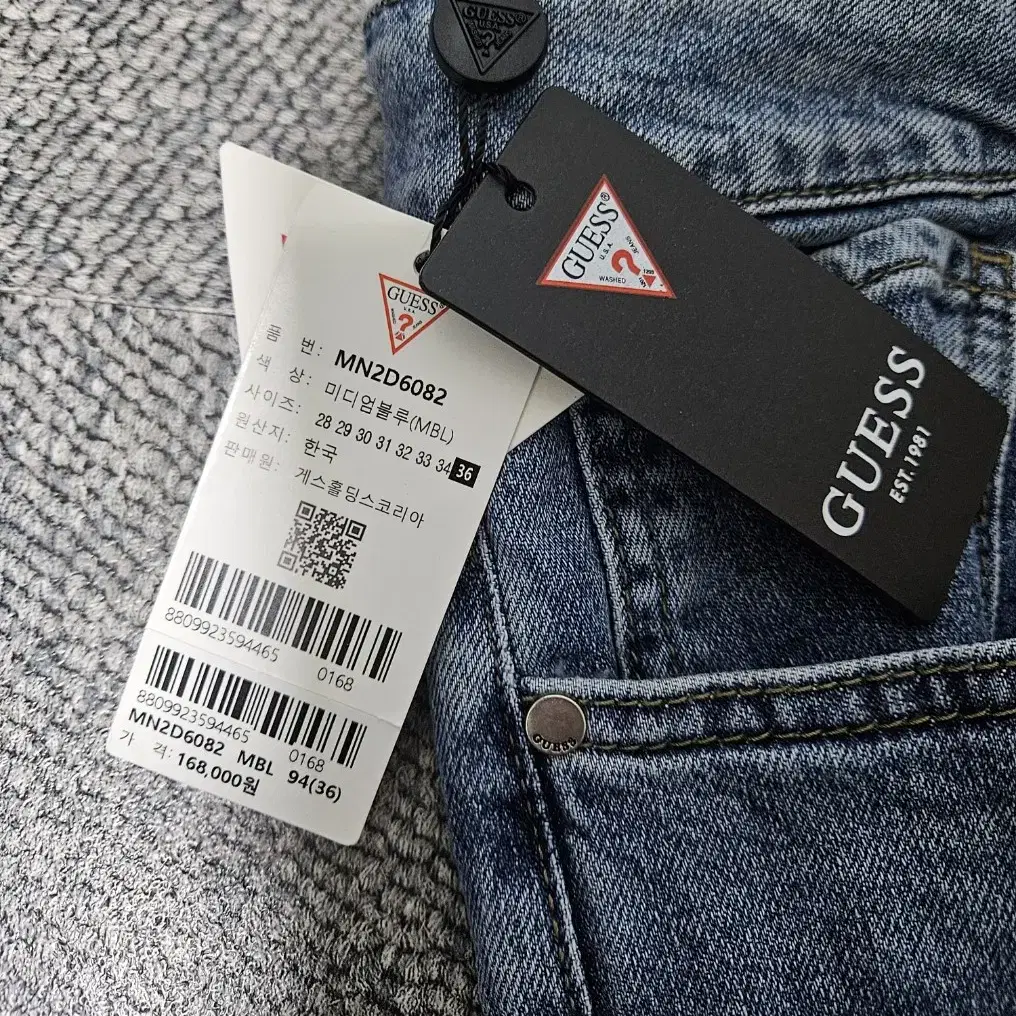 GUESS®
U.S.A.
?
GUESS®
U.S.A.
?
WASHED
JEANS
GUESS
EST.1981
GUESS®
U.S.A.
?
품 번: MN2D6082
색 상: 미디엄블루(MBL)
사이즈: 28 29 30 31 32 33 34 36
원산지: 한국
판매원: 게스홀딩스코리아
8809923594465 0168
8809923594465 0168
MN2D6082 MBL 94(36)
가 격: 168,000원
GUESS